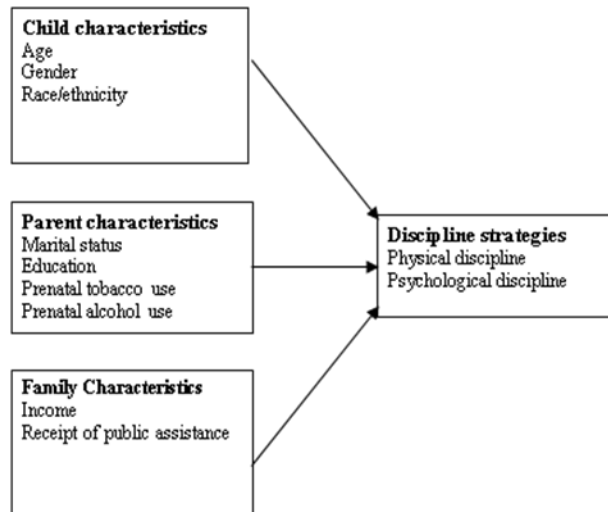 Child characteristics
Age
Gender
Race/ethnicity
Parent characteristics
Marital status
Education
Prenatal tobacco use
Prenatal alcohol use
Discipline strategies
Physical discipline
Psychological discipline
Family Characteristics
Income
Receipt of public assistance